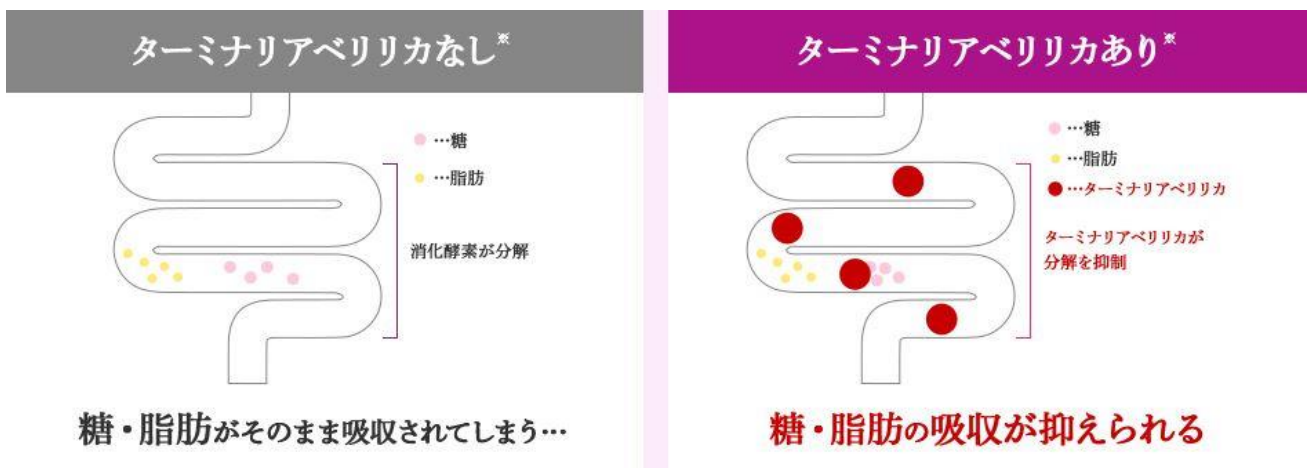 ターミナリアベリリカなし※
…糖
…脂肪
消化酵素が分解
糖・脂肪がそのまま吸収されてしまう…
ターミナリアベリリカあり※
…糖
…脂肪
…ターミナリアベリリカ
ターミナリアベリリカが
分解を抑制
糖・脂肪の吸収が抑えられる